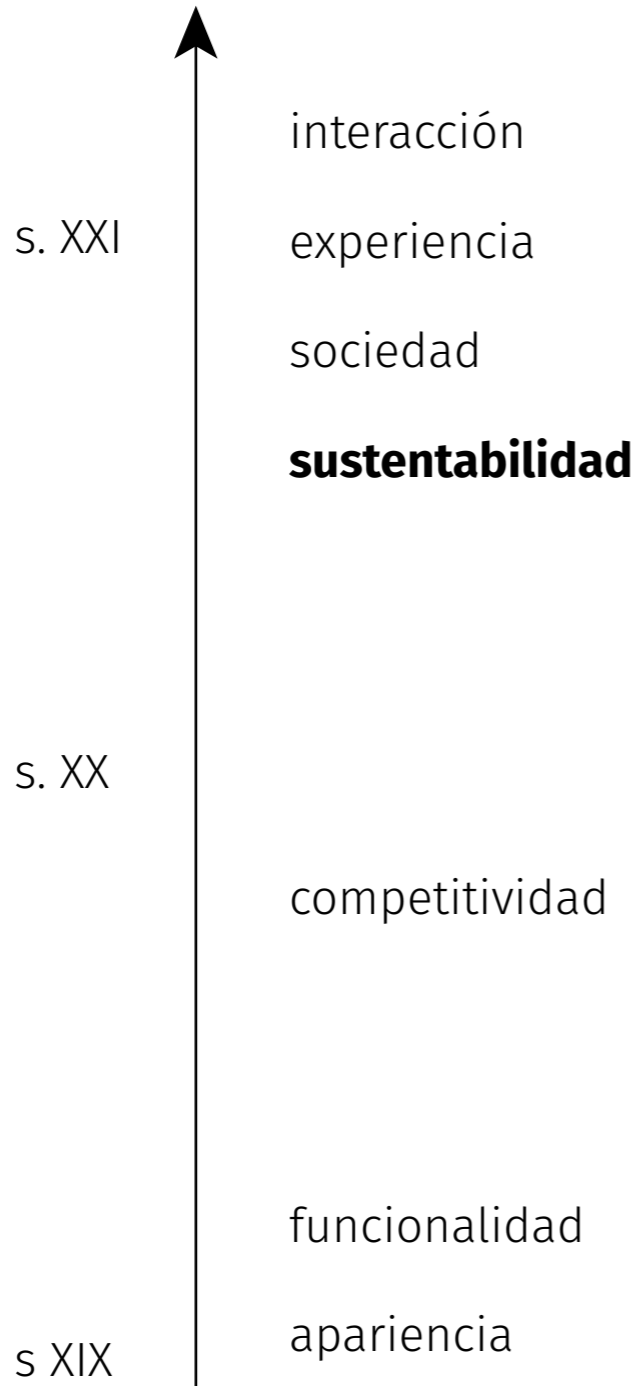 interacción
s. XXI
experiencia
sociedad
sustentabilidad
s. XX
competitividad
funcionalidad
apariencia
s XIX